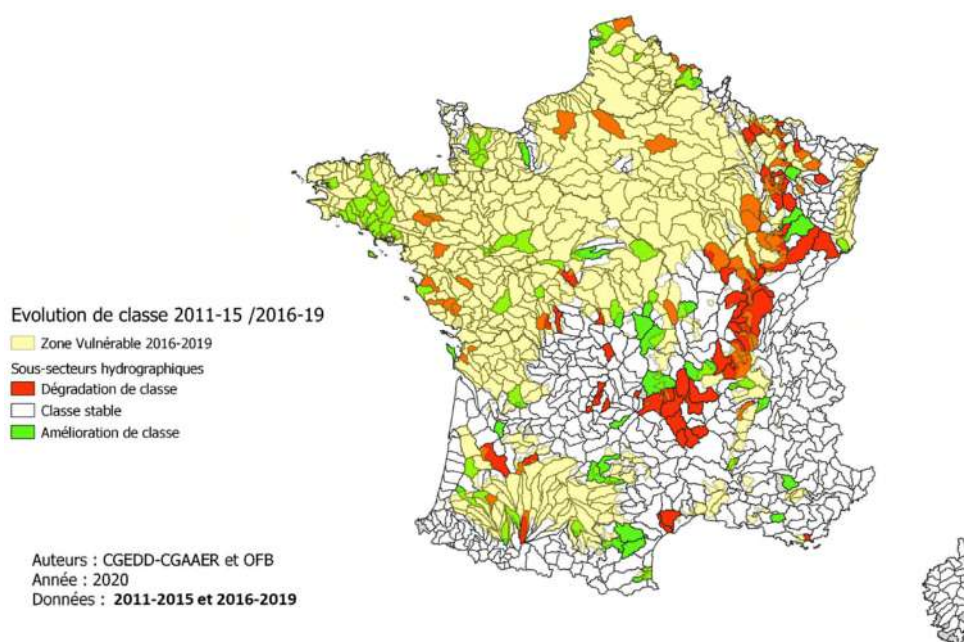 Evolution de classe 2011-15 /2016-19
Zone Vulnérable 2016-2019
Sous-secteurs hydrographiques
Dégradation de classe
Classe stable
Amélioration de classe
Auteurs : CGEDD-CGAAER et OFB
Année : 2020
Données : 2011-2015 et 2016-2019